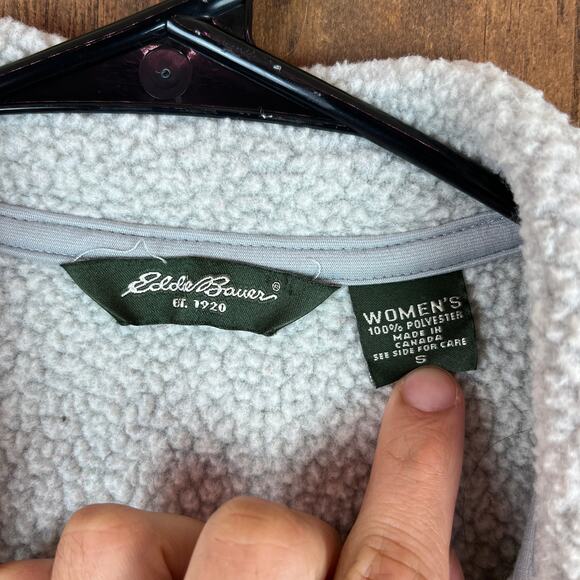 Eddie Bauer®
EST. 1920
WOMEN'S
100% POLYESTER
MADE IN
CANADA
SEE SIDE FOR CARE
S